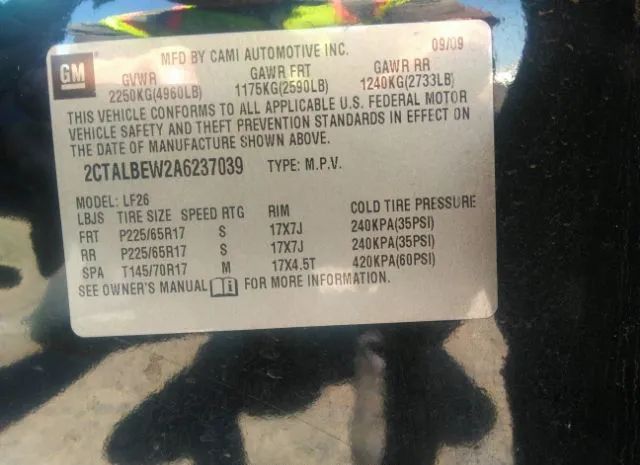 GM
MFD BY CAMI AUTOMOTIVE INC. 09/09
GVWR GAWR FRT GAWR RR
2250KG(4960LB) 1175KG(2590LB) 1240KG(2733LB)
THIS VEHICLE CONFORMS TO ALL APPLICABLE U.S. FEDERAL MOTOR
VEHICLE SAFETY AND THEFT PREVENTION STANDARDS IN EFFECT ON
THE DATE OF MANUFACTURE SHOWN ABOVE.
2CTALBEW2A6237039 TYPE: M.P.V.
MODEL: LF26
LBJS TIRE SIZE SPEED RTG RIM COLD TIRE PRESSURE
FRT P225/65R17 S 17X7J 240KPA(35PSI)
RR P225/65R17 S 17X7J 240KPA(35PSI)
SPA T145/70R17 M 17X4.5T 420KPA(60PSI)
SEE OWNER'S MANUAL i FOR MORE INFORMATION.